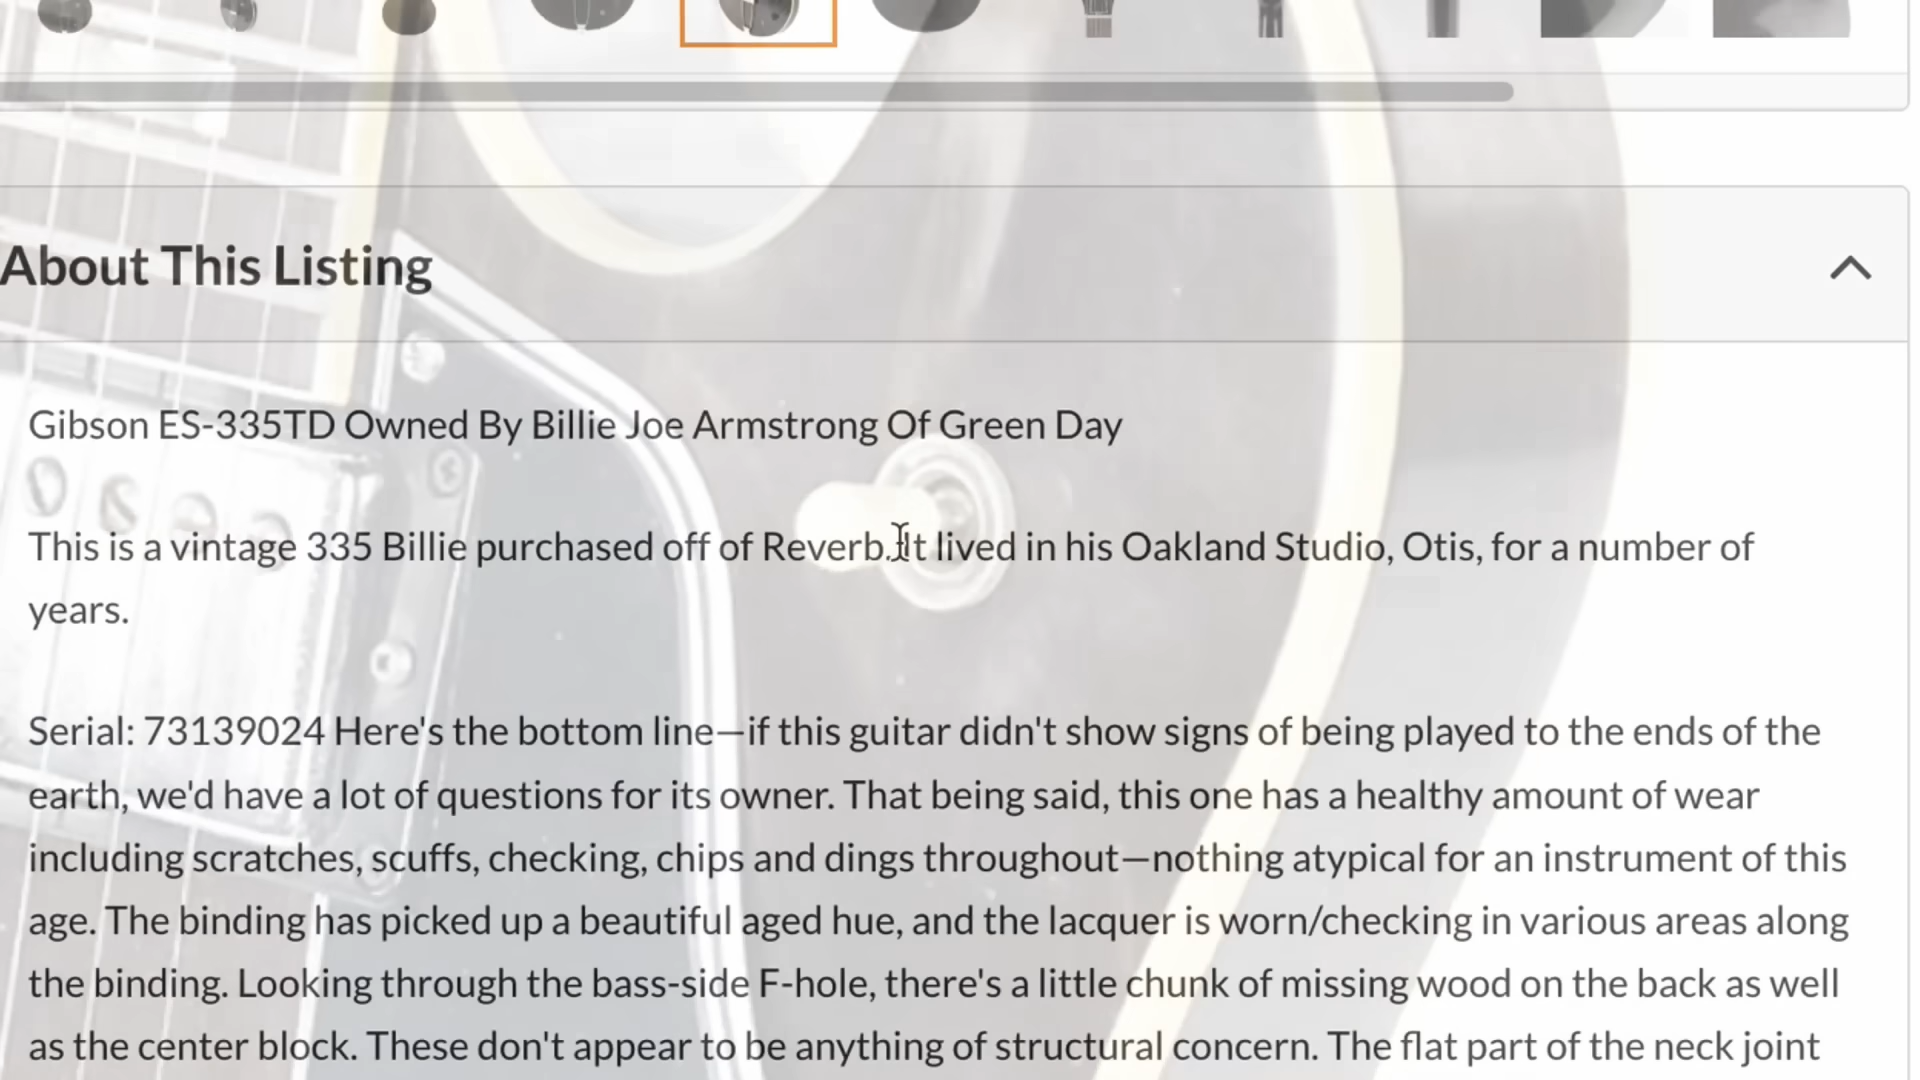 About This Listing
Gibson ES-335TD Owned By Billie Joe Armstrong Of Green Day
This is a vintage 335 Billie purchased off of Reverb. It lived in his Oakland Studio, Otis, for a number of
years.
Serial: 73139024 Here's the bottom line—if this guitar didn't show signs of being played to the ends of the
earth, we'd have a lot of questions for its owner. That being said, this one has a healthy amount of wear
including scratches, scuffs, checking, chips and dings throughout—nothing atypical for an instrument of this
age. The binding has picked up a beautiful aged hue, and the lacquer is worn/checking in various areas along
the binding. Looking through the bass-side F-hole, there's a little chunk of missing wood on the back as well
as the center block. These don't appear to be anything of structural concern. The flat part of the neck joint